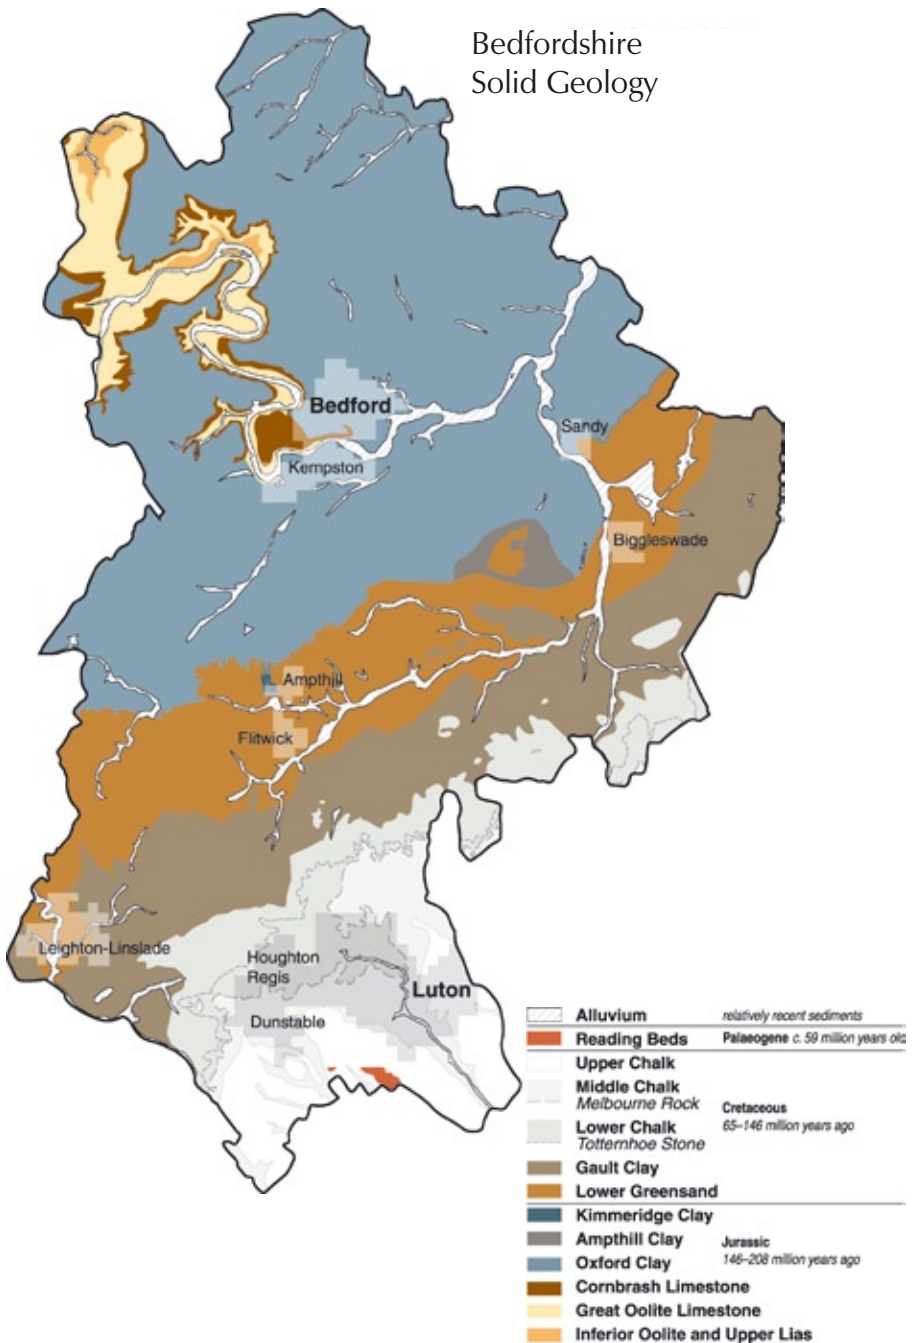 Bedfordshire
Solid Geology
Bedford
Kempston
Sandy
Biggleswade
Ampthill
Flitwick
Leighton-Linslade
Houghton
Regis
Luton
Dunstable
Alluvium relatively recent sediments
Reading Beds Palaeogene c. 59 million years old
Upper Chalk
Middle Chalk
Melbourne Rock
Cretaceous
65–146 million years ago
Lower Chalk
Totternhoe Stone
Gault Clay
Lower Greensand
Kimmeridge Clay
Ampthill Clay
Jurassic
146–208 million years ago
Oxford Clay
Cornbrash Limestone
Great Oolite Limestone
Inferior Oolite and Upper Lias